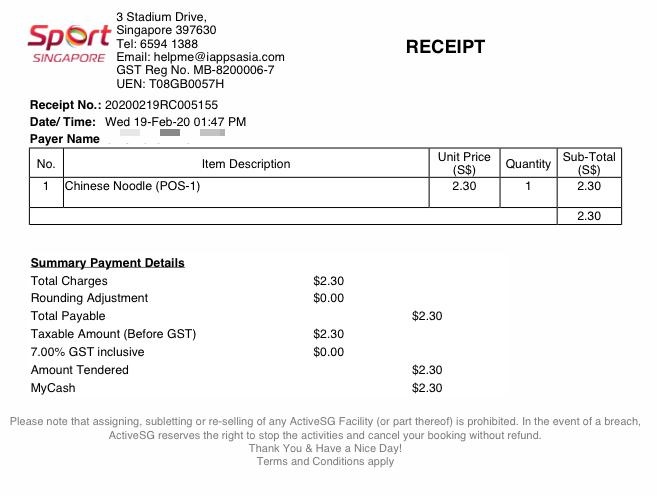 Sport
SINGAPORE
3 Stadium Drive,
Singapore 397630
Tel: 6594 1388
Email: helpme@iappsasia.com
GST Reg No. MB-8200006-7
UEN: T08GB0057H
RECEIPT
Receipt No.: 20200219RC005155
Date/ Time: Wed 19-Feb-20 01:47 PM
Payer Name
No. Item Description Unit Price (S$) Quantity Sub-Total (S$)
1 Chinese Noodle (POS-1) 2.30 1 2.30
2.30
Summary Payment Details
Total Charges $2.30
Rounding Adjustment $0.00
Total Payable $2.30
Taxable Amount (Before GST) $2.30
7.00% GST inclusive $0.00
Amount Tendered $2.30
MyCash $2.30
Please note that assigning, subletting or re-selling of any ActiveSG Facility (or part thereof) is prohibited. In the event of a breach,
ActiveSG reserves the right to stop the activities and cancel your booking without refund.
Thank You & Have a Nice Day!
Terms and Conditions apply